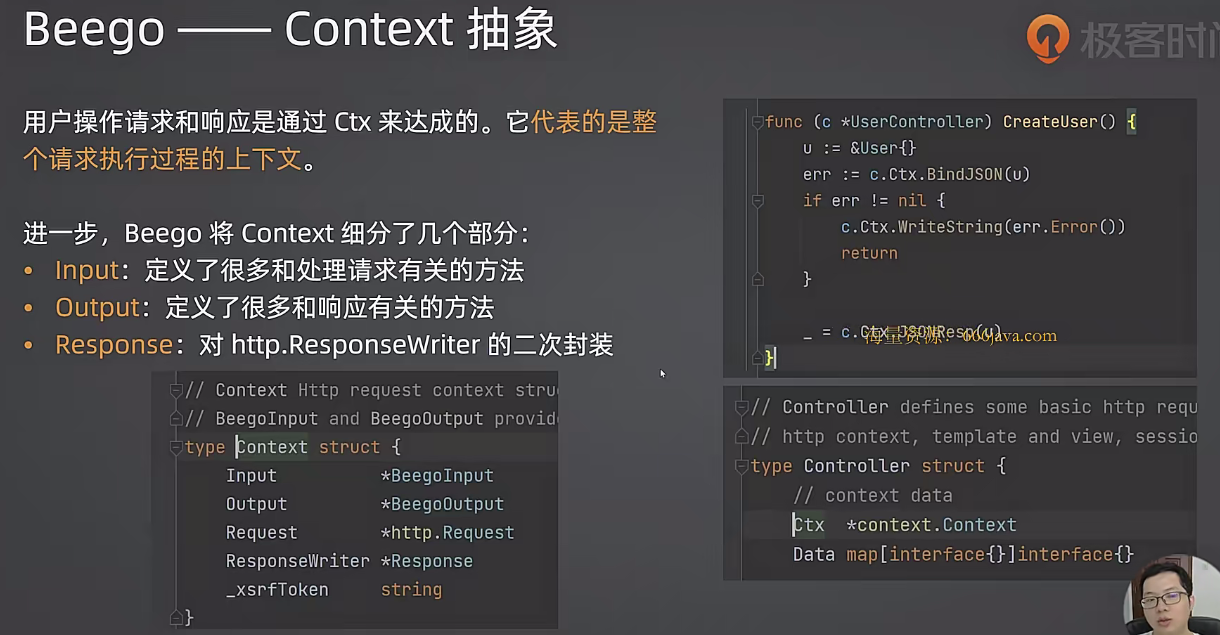 Beego —— Context 抽象
极客时间
用户操作请求和响应是通过 Ctx 来达成的。它代表的是整
个请求执行过程的上下文。
进一步，Beego 将 Context 细分了几个部分：
• Input：定义了很多和处理请求有关的方法
• Output：定义了很多和响应有关的方法
• Response：对 http.ResponseWriter 的二次封装
// Context Http request context stru
// BeegoInput and BeegoOutput provide
type Context struct {
Input *BeegoInput
Output *BeegoOutput
Request *http.Request
ResponseWriter *Response
_xsrfToken string
}
func (c *UserController) CreateUser() {
u := &User{}
err := c.Ctx.BindJSON(u)
if err != nil {
c.Ctx.WriteString(err.Error())
return
}
_ = c.Ctx.JSONResp(u)
海量资源：666java.com
}
// Controller defines some basic http requ
// http context, template and view, sessio
type Controller struct {
// context data
Ctx *context.Context
Data map[interface{}]interface{}